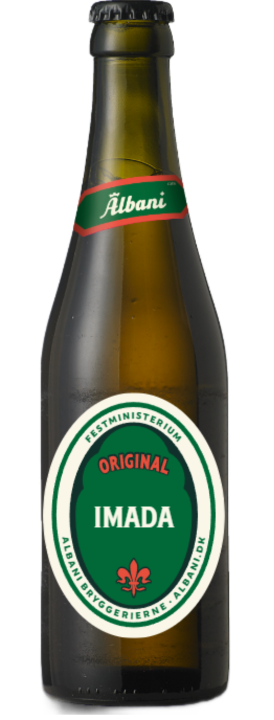 Albani
FESTMINISTERIUM
ORIGINAL
IMADA
ALBANI BRYGGERIERNE · ALBANI.DK